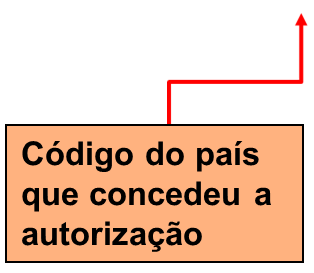 Código do país
que concedeu a
autorização